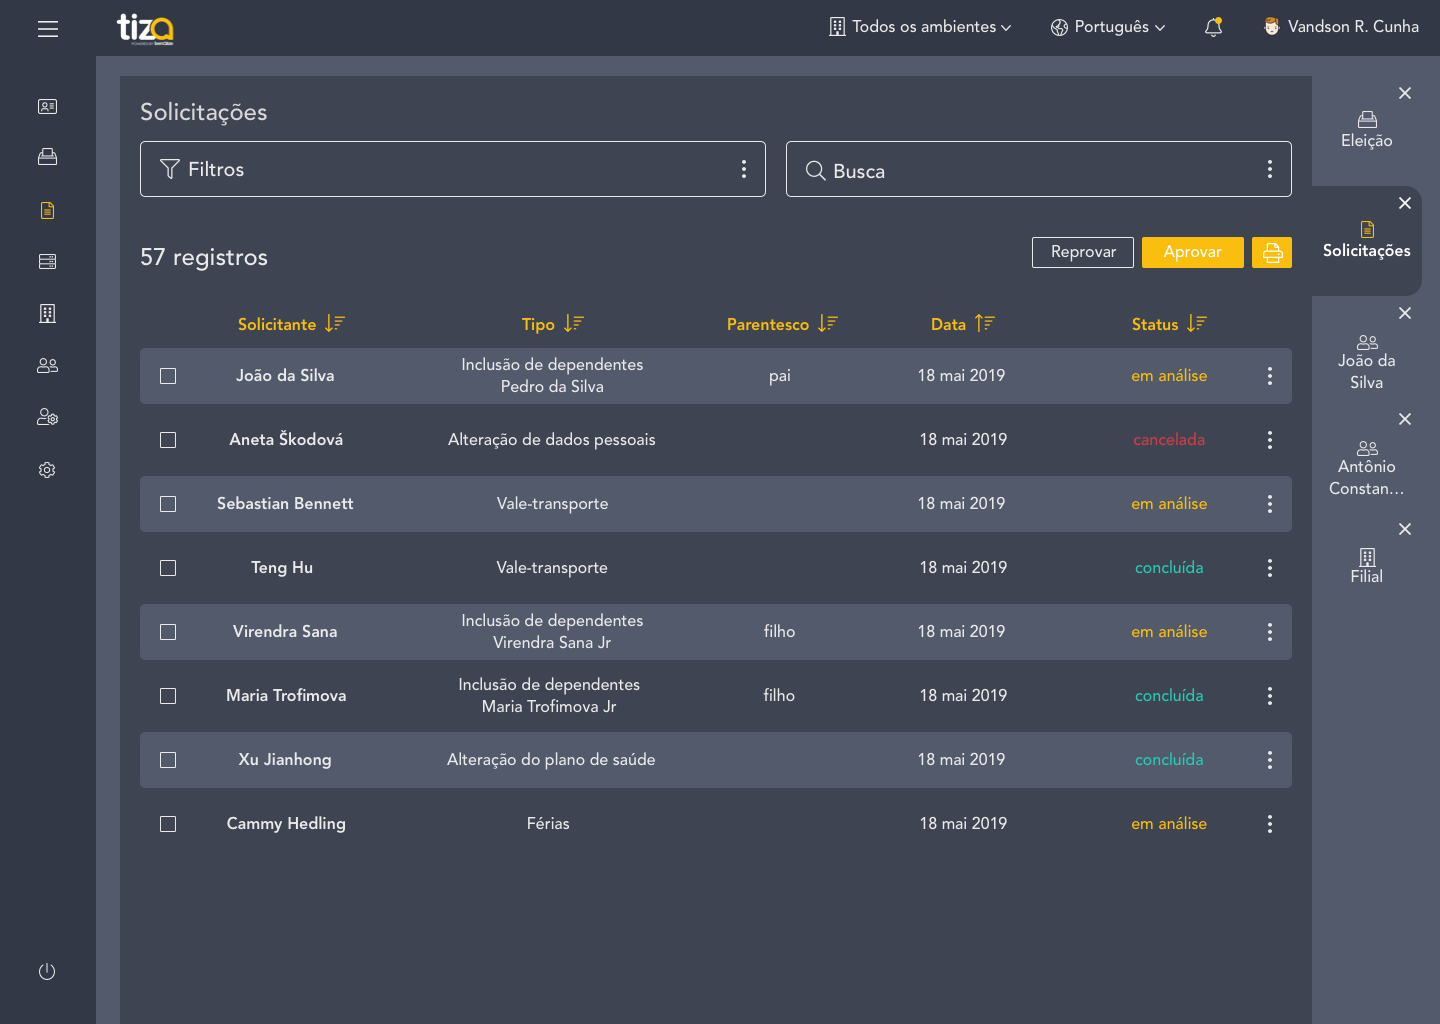 tiza
Todos os ambientes
Português
Vandson R. Cunha
Solicitações
Filtros
Busca
57 registros
Reprovar
Aprovar
Solicitante
Tipo
Parentesco
Data
Status
João da Silva
Inclusão de dependentes
Pedro da Silva
pai
18 mai 2019
em análise
Aneta Škodová
Alteração de dados pessoais
18 mai 2019
cancelada
Sebastian Bennett
Vale-transporte
18 mai 2019
em análise
Teng Hu
Vale-transporte
18 mai 2019
concluída
Virendra Sana
Inclusão de dependentes
Virendra Sana Jr
filho
18 mai 2019
em análise
Maria Trofimova
Inclusão de dependentes
Maria Trofimova Jr
filho
18 mai 2019
concluída
Xu Jianhong
Alteração do plano de saúde
18 mai 2019
concluída
Cammy Hedling
Férias
18 mai 2019
em análise
Eleição
Solicitações
João da
Silva
Antônio
Constan...
Filial